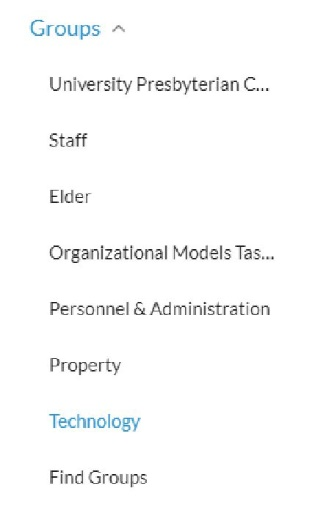 Groups
University Presbyterian C...
Staff
Elder
Organizational Models Tas...
Personnel & Administration
Property
Technology
Find Groups